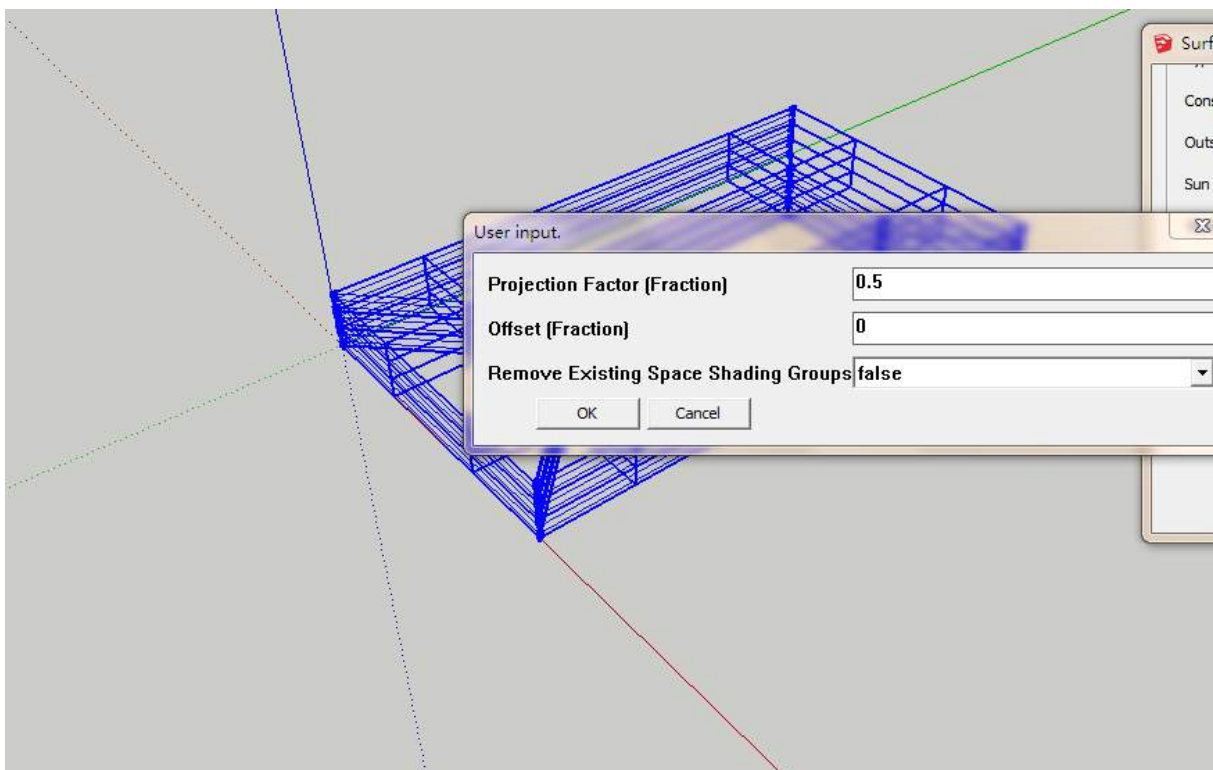 Surf
Cons
Outs
Sun
User input.
Projection Factor (Fraction) 0.5
Offset (Fraction) 0
Remove Existing Space Shading Groups false
OK Cancel